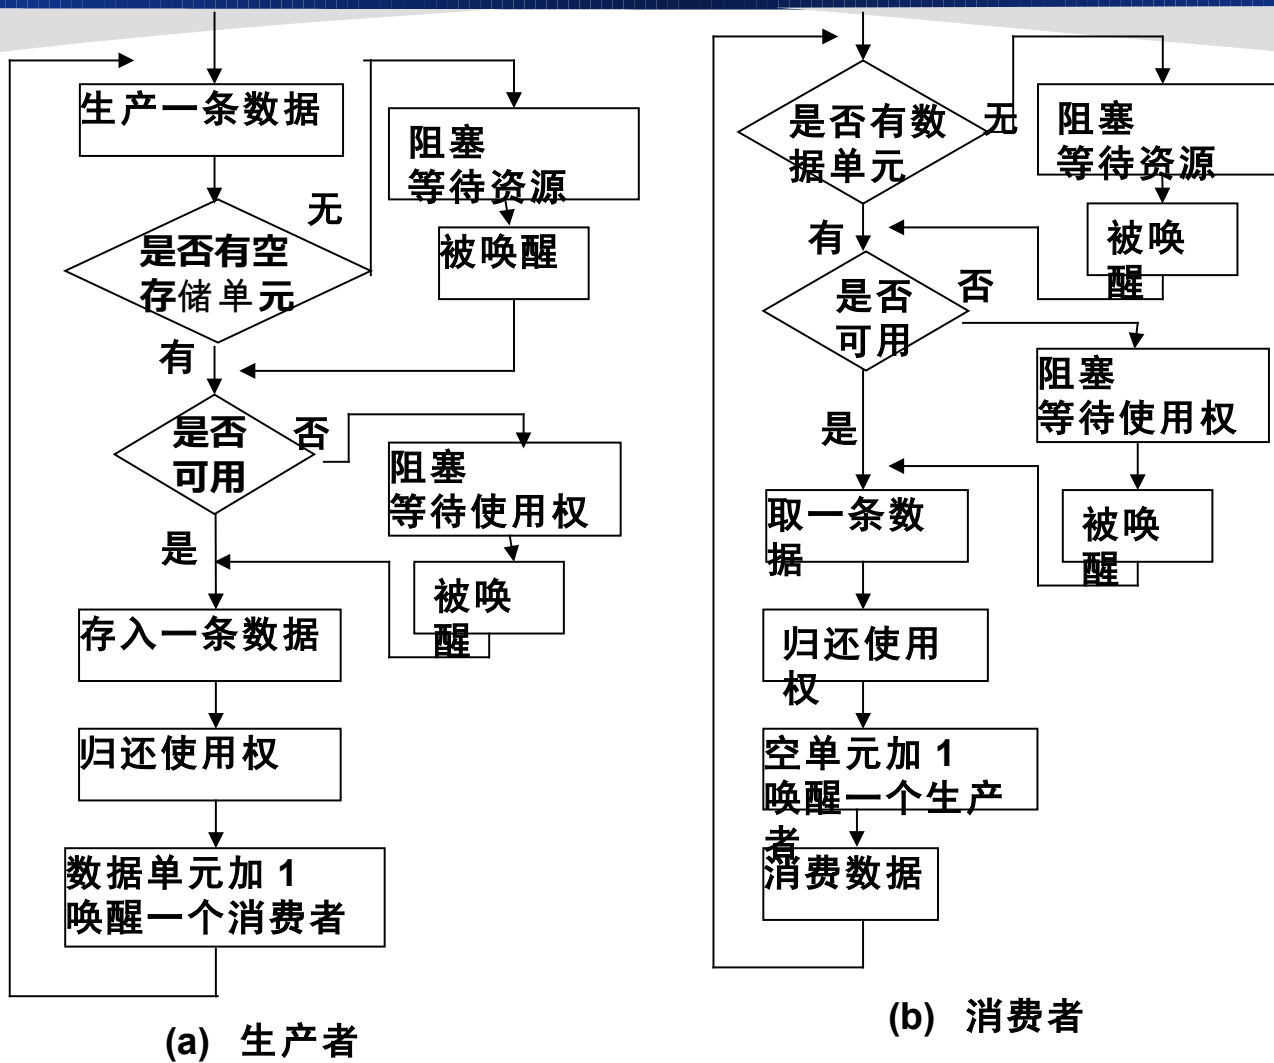 生产一条数据
阻塞
等待资源
无
被唤醒
是否有空
存储单元
有
是否
可用
否
阻塞
等待使用权
是
被唤
醒
存入一条数据
归还使用权
数据单元加 1
唤醒一个消费者
(a) 生产者
是否有数
据单元
无
阻塞
等待资源
有
被唤
醒
是否
可用
否
阻塞
等待使用权
是
取一条数
据
被唤
醒
归还使用
权
空单元加 1
唤醒一个生产
者
消费数据
(b) 消费者